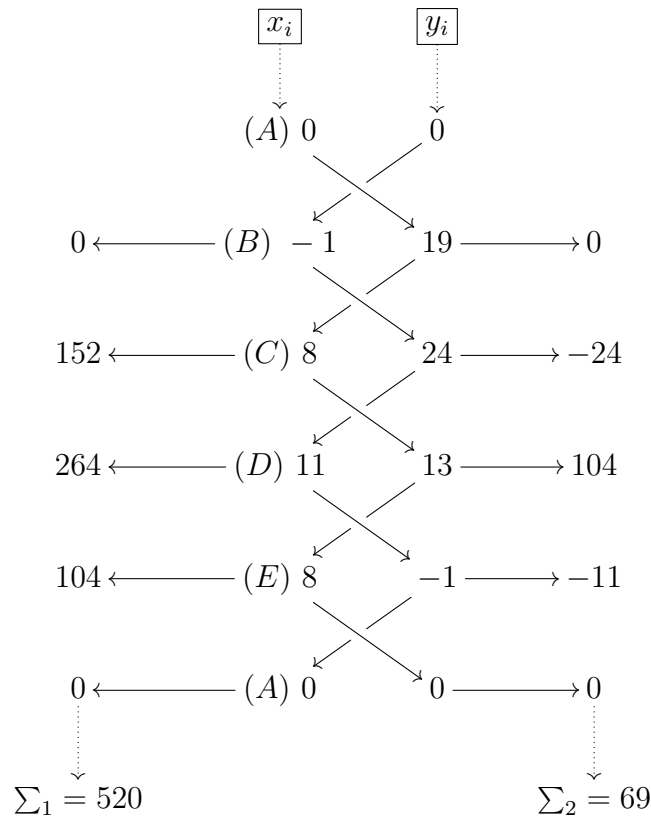 x_i y_i
(A) 0 0
0 (B) − 1 19 0
152 (C) 8 24 −24
264 (D) 11 13 104
104 (E) 8 −1 −11
0 (A) 0 0 0
∑₁ = 520 ∑₂ = 69